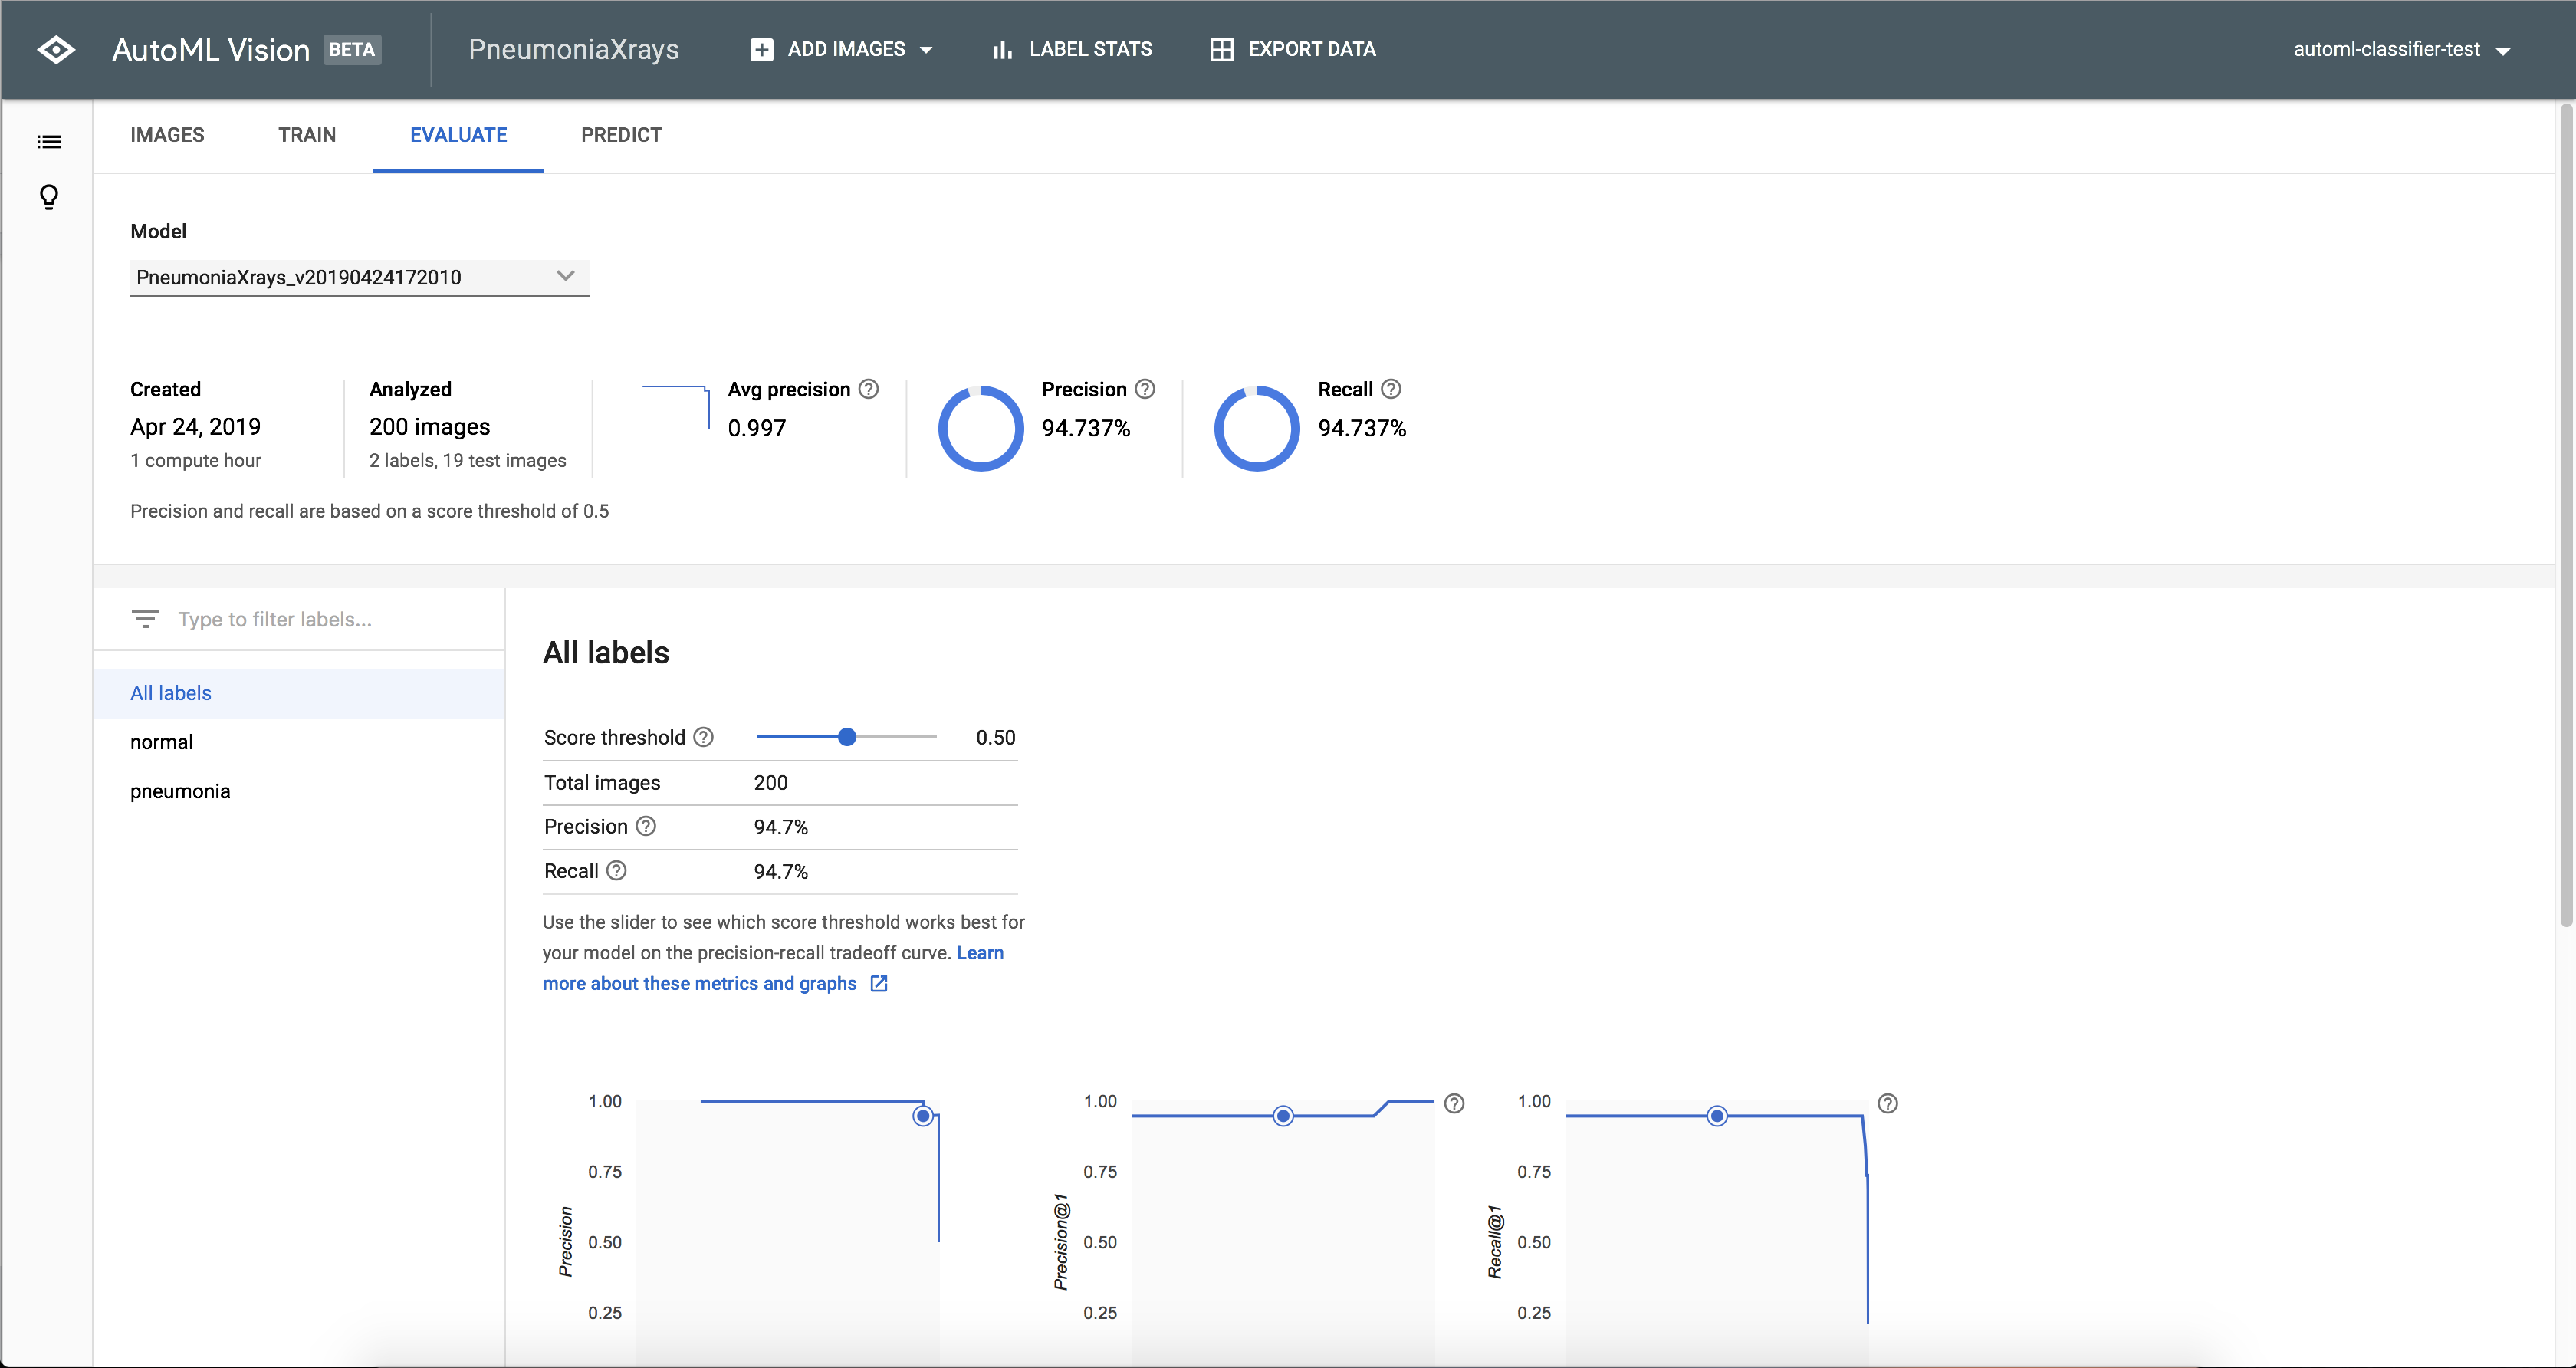 AutoML Vision BETA
PneumoniaXrays
ADD IMAGES
LABEL STATS
EXPORT DATA
automl-classifier-test
IMAGES
TRAIN
EVALUATE
PREDICT
Model
PneumoniaXrays_v20190424172010
Created
Apr 24, 2019
1 compute hour
Analyzed
200 images
2 labels, 19 test images
Avg precision ?
0.997
Precision ?
94.737%
Recall ?
94.737%
Precision and recall are based on a score threshold of 0.5
Type to filter labels...
All labels
normal
pneumonia
All labels
Score threshold ? 0.50
Total images 200
Precision ? 94.7%
Recall ? 94.7%
Use the slider to see which score threshold works best for
your model on the precision-recall tradeoff curve. Learn
more about these metrics and graphs
1.00
0.75
0.50
0.25
Precision
1.00
0.75
0.50
0.25
Precision@1
?
1.00
0.75
0.50
0.25
Recall@1
?